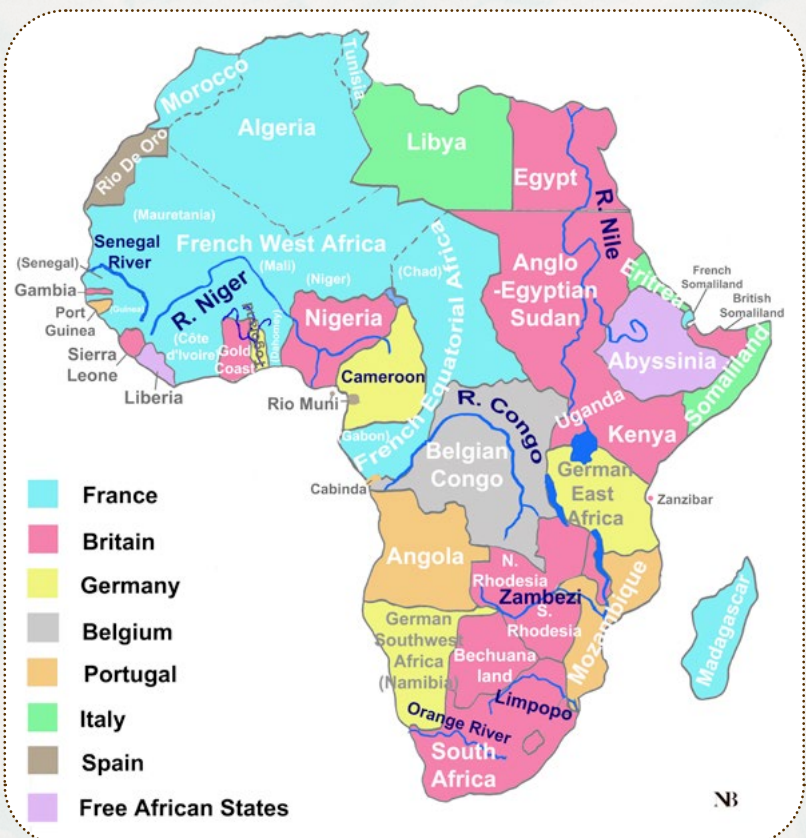 Morocco
Tunisia
Algeria
Libya
Egypt
Rio De Oro
(Mauretania)
French West Africa
Senegal
River
(Senegal)
(Mali)
(Niger)
(Chad)
R. Nile
Anglo
-Egyptian
Sudan
Eritrea
French
Somaliland
British
Somaliland
Gambia
Port
Guinea
(Guinea)
R. Niger
Nigeria
Abyssinia
Somaliland
Sierra
Leone
Liberia
(Côte
d'Ivoire)
Gold
Coast
Togo
(Dahomey)
Rio Muni
Cameroon
French Equatorial Africa
(Gabon)
Cabinda
R. Congo
Belgian
Congo
Uganda
Kenya
German
East
Africa
Zanzibar
Angola
N.
Rhodesia
Zambezi
S.
Rhodesia
Mozambique
Madagascar
German
Southwest
Africa
(Namibia)
Bechuana
land
Limpopo
Orange River
South
Africa
France
Britain
Germany
Belgium
Portugal
Italy
Spain
Free African States
NB